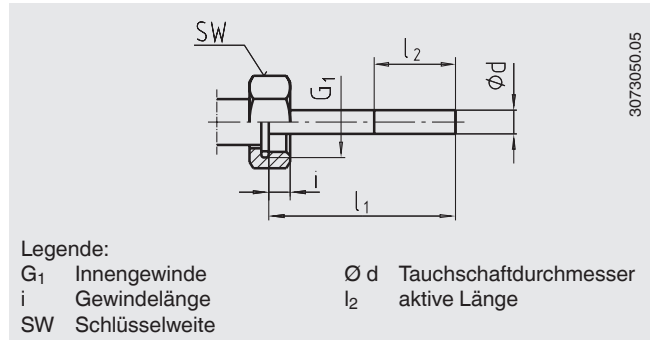 SW
l₂
G₁
Ød
3073050.05
i
l₁
Legende:
G₁ Innengewinde
i Gewindelänge
SW Schlüsselweite
Ø d Tauchschaftdurchmesser
l₂ aktive Länge